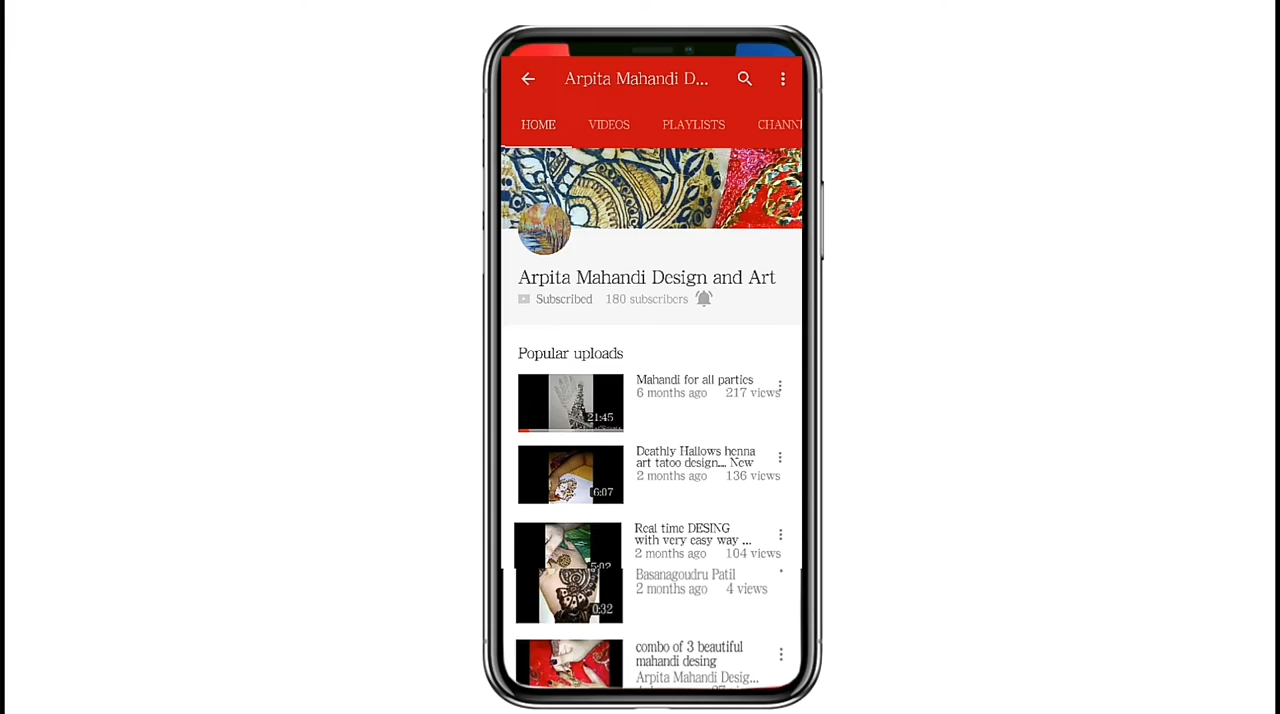 Arpita Mahandi D...
HOME VIDEOS PLAYLISTS CHANN
Arpita Mahandi Design and Art
Subscribed 180 subscribers
Popular uploads
Mahandi for all parties
6 months ago 217 views
21:45
Deathly Hallows henna
art tatoo design.... New
2 months ago 136 views
6:07
Real time DESING
with very easy way ...
2 months ago 104 views
5:02
Basanagoudru Patil
2 months ago 4 views
0:32
combo of 3 beautiful
mahandi desing
Arpita Mahandi Desig...